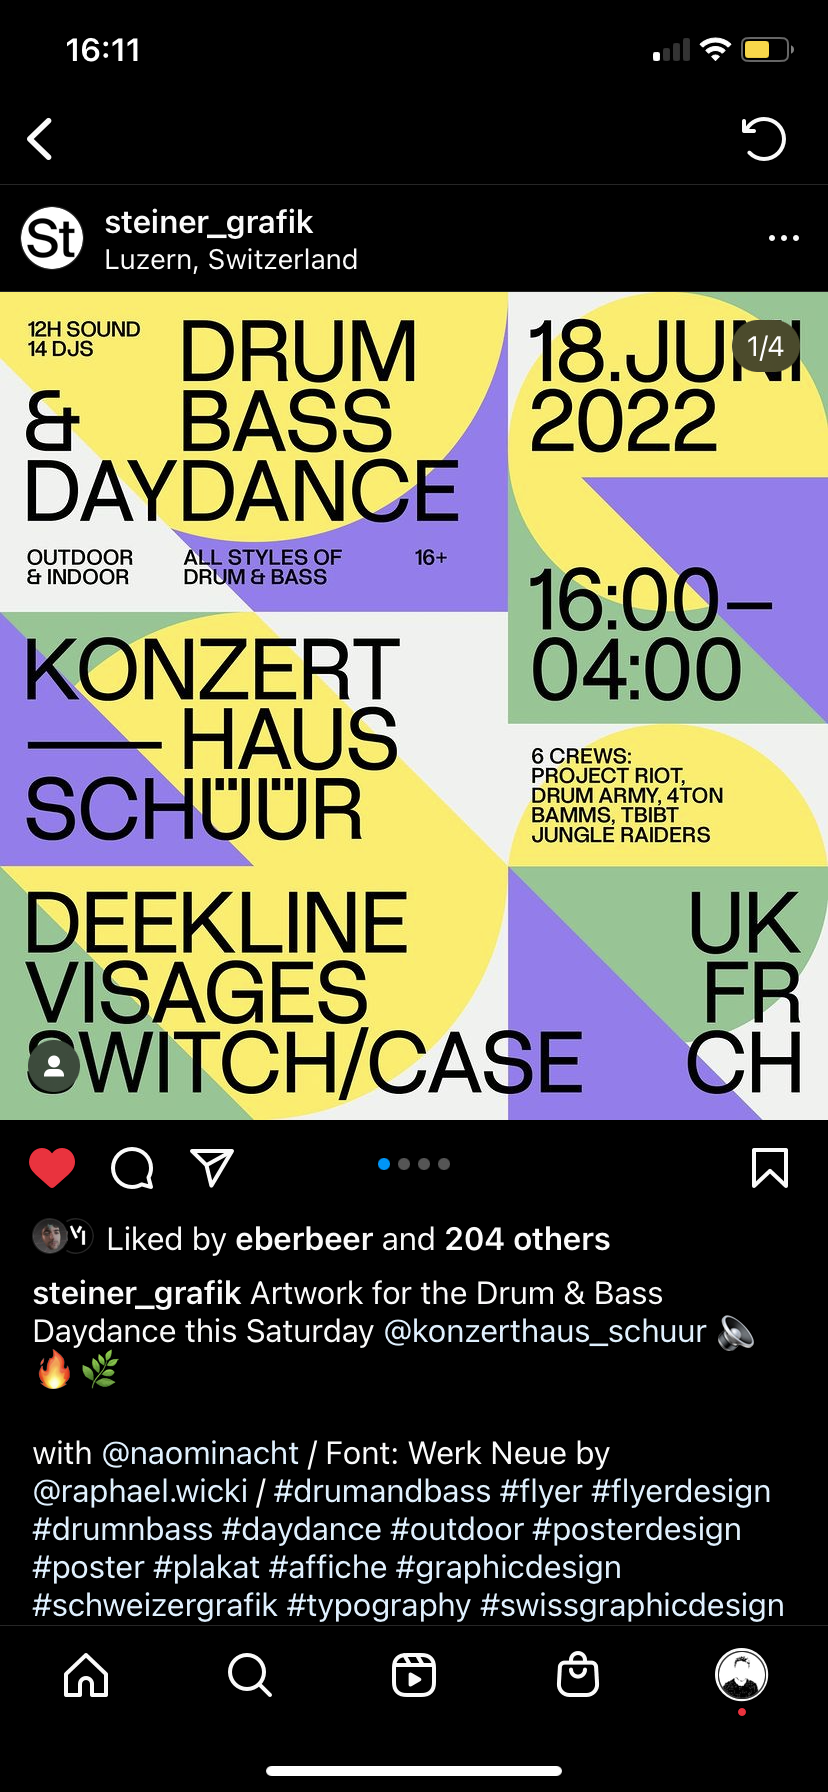 16:11
St
steiner_grafik
Luzern, Switzerland
12H SOUND
14 DJS
DRUM
& BASS
DAYDANCE
OUTDOOR
& INDOOR
ALL STYLES OF
DRUM & BASS
16+
18.JUNI
2022
1/4
16:00–
04:00
KONZERT
— HAUS
SCHÜÜR
6 CREWS:
PROJECT RIOT,
DRUM ARMY, 4TON
BAMMS, TBIBT
JUNGLE RAIDERS
DEEKLINE UK
VISAGES FR
SWITCH/CASE CH
Liked by eberbeer and 204 others
steiner_grafik Artwork for the Drum & Bass
Daydance this Saturday @konzerthaus_schuur 🔈
🔥🌿
with @naominacht / Font: Werk Neue by
@raphael.wicki / #drumandbass #flyer #flyerdesign
#drumnbass #daydance #outdoor #posterdesign
#poster #plakat #affiche #graphicdesign
#schweizergrafik #typography #swissgraphicdesign